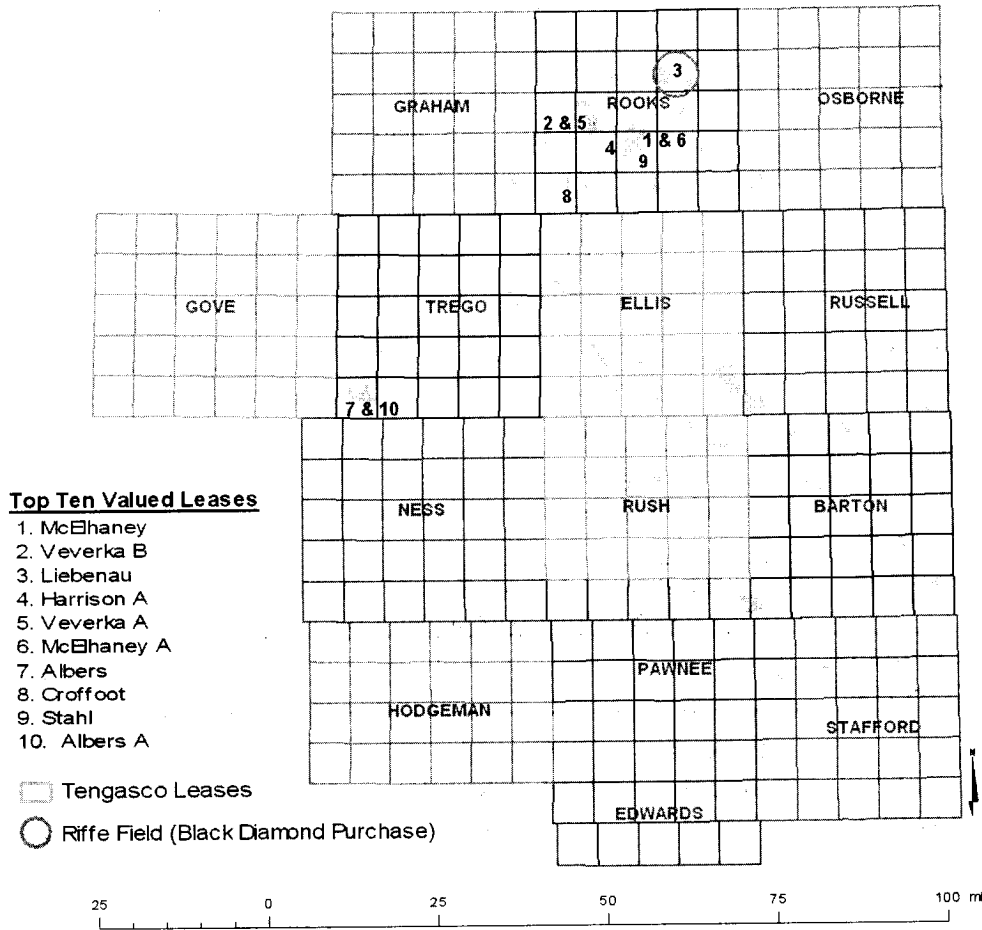 3
GRAHAM ROOKS OSBORNE
2 & 5
1 & 6
4
9
8
GOVE TREGO ELLIS RUSSELL
7 & 10
NESS RUSH BARTON
PAWNEE
HODGEMAN STAFFORD
EDWARDS
Top Ten Valued Leases
1. McElhaney
2. Veverka B
3. Liebenau
4. Harrison A
5. Veverka A
6. McElhaney A
7. Albers
8. Croffoot
9. Stahl
10. Albers A
Tengasco Leases
Riffe Field (Black Diamond Purchase)
N
25 0 25 50 75 100 mi